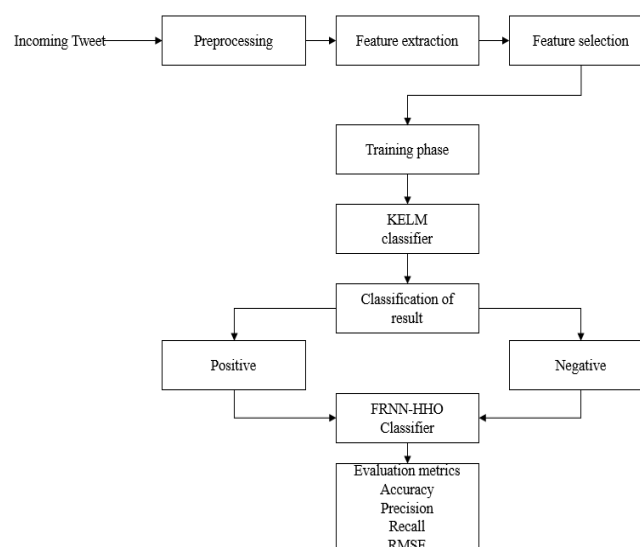 Incoming Tweet
Preprocessing
Feature extraction
Feature selection
Training phase
KELM
classifier
Classification of
result
Positive
Negative
FRNN-HHO
Classifier
Evaluation metrics
Accuracy
Precision
Recall
RMSE